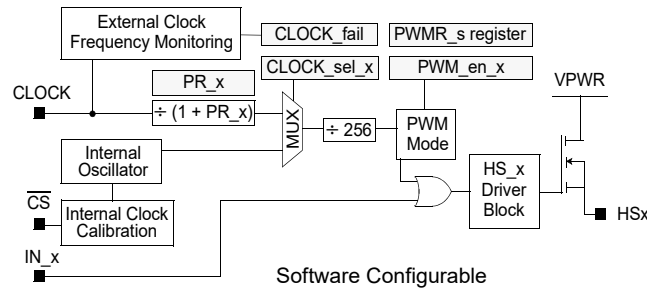 External Clock
Frequency Monitoring
CLOCK_fail
PWMR_s register
PR_x
CLOCK_sel_x
PWM_en_x
VPWR
CLOCK
÷ (1 + PR_x)
MUX
÷ 256
PWM
Mode
Internal
Oscillator
HS_x
Driver
Block
CS
Internal Clock
Calibration
HSx
IN_x
Software Configurable